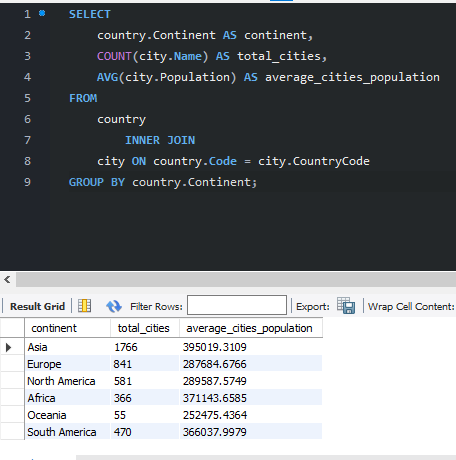 1 SELECT
2 country.Continent AS continent,
3 COUNT(city.Name) AS total_cities,
4 AVG(city.Population) AS average_cities_population
5 FROM
6 country
7 INNER JOIN
8 city ON country.Code = city.CountryCode
9 GROUP BY country.Continent;
Result Grid Filter Rows: Export: Wrap Cell Content:
continent total_cities average_cities_population
Asia 1766 395019.3109
Europe 841 287684.6766
North America 581 289587.5749
Africa 366 371143.6585
Oceania 55 252475.4364
South America 470 366037.9979